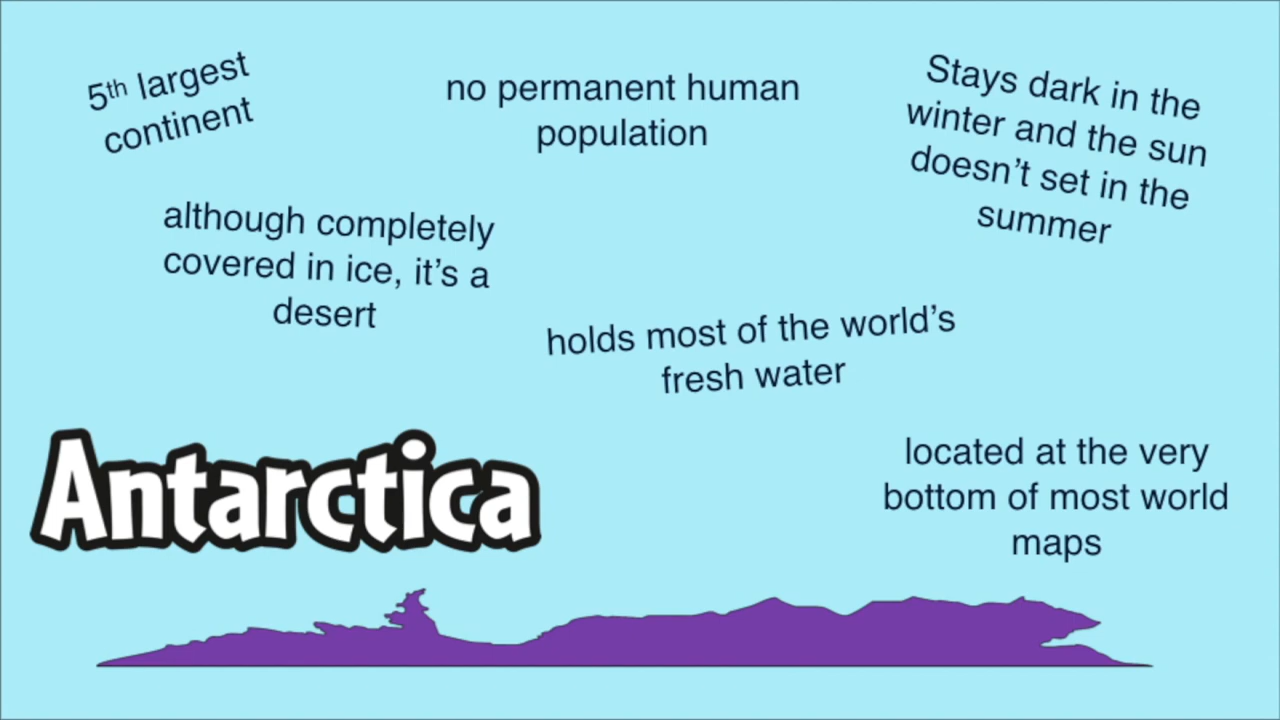 5th largest
continent
no permanent human
population
Stays dark in the
winter and the sun
doesn’t set in the
summer
although completely
covered in ice, it’s a
desert
holds most of the world’s
fresh water
Antarctica
located at the very
bottom of most world
maps